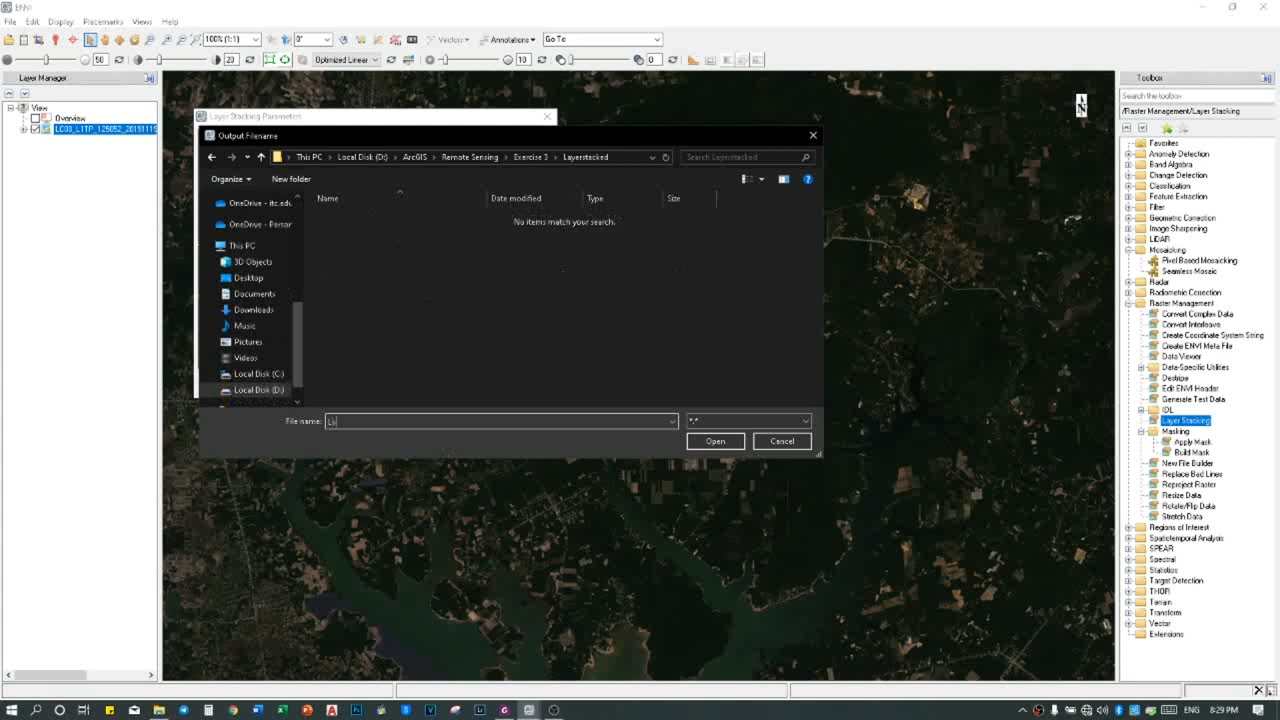 ENVI
File Edit Display Placemarks Views Help
100% (1:1) 0° Vectors Annotations Go To
50 20 Optimized Linear 10 0
Layer Manager
View
Overview
LC08_L1TP_125052_20191119
Layer Stacking Parameters
Output Filename
This PC Local Disk (D:) ArcGIS Remote Sensing Exercise 3 Layerstacked
Search Layerstacked
Organize New folder
Name Date modified Type Size
No items match your search.
OneDrive - itc.edu
OneDrive - Person
This PC
3D Objects
Desktop
Documents
Downloads
Music
Pictures
Videos
Local Disk (C:)
Local Disk (D:)
File name:
*.*
Open Cancel
N
Toolbox
Search the toolbox
/Raster Management/Layer Stacking
Favorites
Anomaly Detection
Band Algebra
Change Detection
Classification
Feature Extraction
Filter
Geometric Correction
Image Sharpening
LiDAR
Mosaicking
Pixel Based Mosaicking
Seamless Mosaic
Radar
Radiometric Correction
Raster Management
Convert Complex Data
Convert Interleave
Create Coordinate System String
Create ENVI Meta File
Data Viewer
Data-Specific Utilities
Destripe
Edit ENVI Header
Generate Test Data
IDL
Layer Stacking
Masking
Apply Mask
Build Mask
New File Builder
Replace Bad Lines
Reproject Raster
Resize Data
Rotate/Flip Data
Stretch Data
Regions of Interest
Spatiotemporal Analysis
SPEAR
Spectral
Statistics
Target Detection
THOR
Terrain
Transform
Vector
Extensions
ENG 8:29 PM